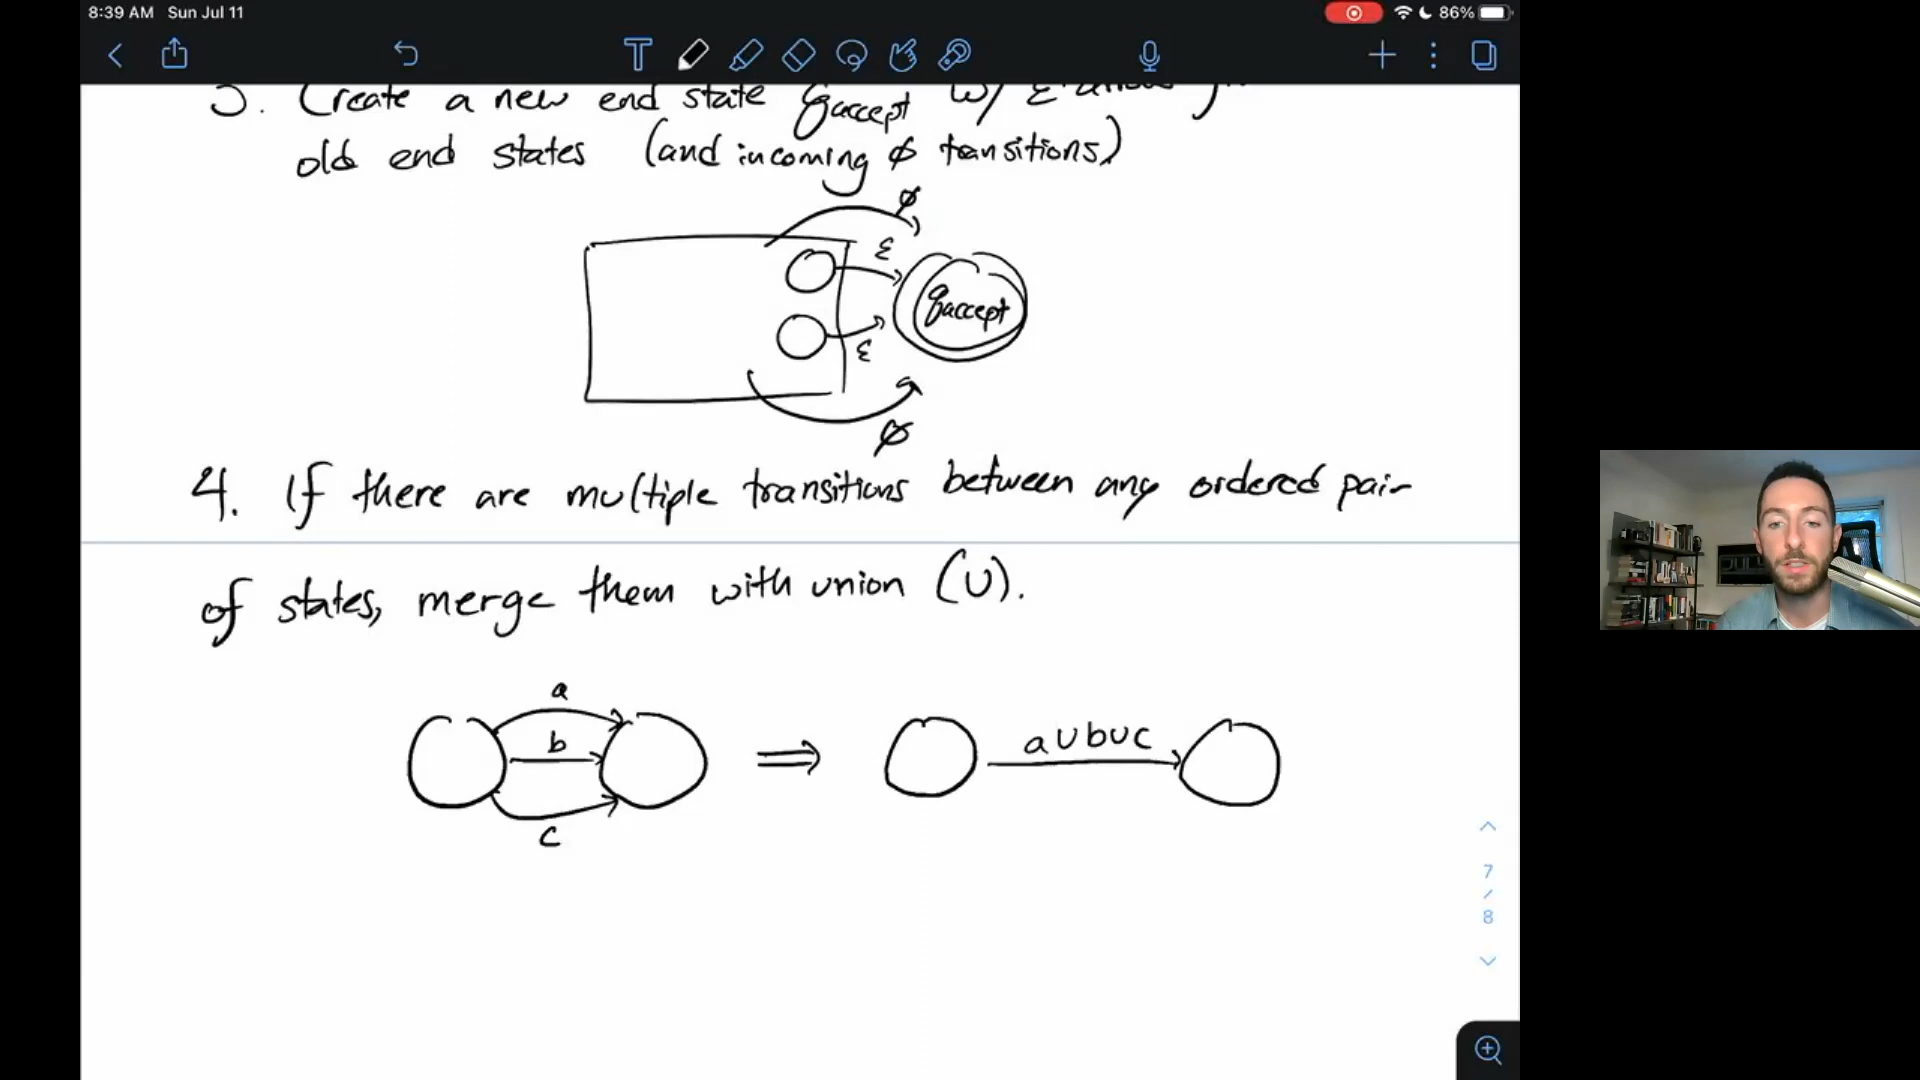 8:39 AM Sun Jul 11
86%
T
3. Create a new end state qaccept w/ ε
old end states (and incoming ∅ transitions)
∅
ε
qaccept
ε
∅
4. If there are multiple transitions between any ordered pair
of states, merge them with union (∪).
a
b
c
⇒
a∪b∪c
7
/
8